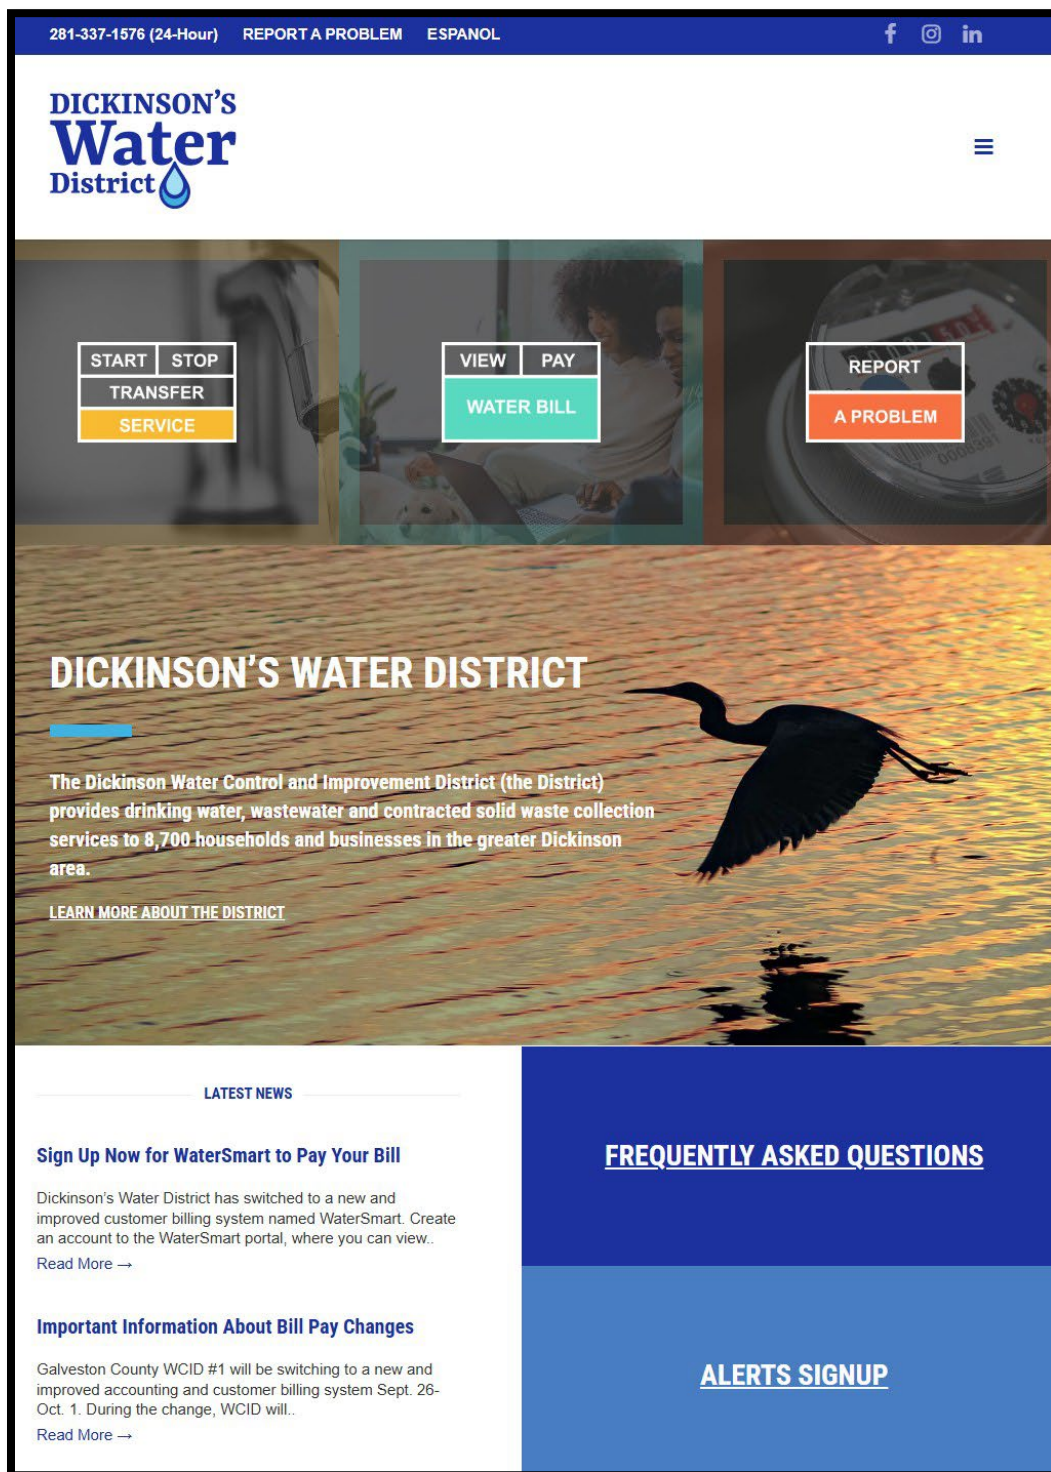 281-337-1576 (24-Hour) REPORT A PROBLEM ESPANOL
DICKINSON'S
Water
District
START STOP
TRANSFER
SERVICE
VIEW PAY
WATER BILL
REPORT
A PROBLEM
DICKINSON'S WATER DISTRICT
The Dickinson Water Control and Improvement District (the District)
provides drinking water, wastewater and contracted solid waste collection
services to 8,700 households and businesses in the greater Dickinson
area.
LEARN MORE ABOUT THE DISTRICT
LATEST NEWS
Sign Up Now for WaterSmart to Pay Your Bill
Dickinson's Water District has switched to a new and
improved customer billing system named WaterSmart. Create
an account to the WaterSmart portal, where you can view..
Read More →
Important Information About Bill Pay Changes
Galveston County WCID #1 will be switching to a new and
improved accounting and customer billing system Sept. 26-
Oct. 1. During the change, WCID will..
Read More →
FREQUENTLY ASKED QUESTIONS
ALERTS SIGNUP